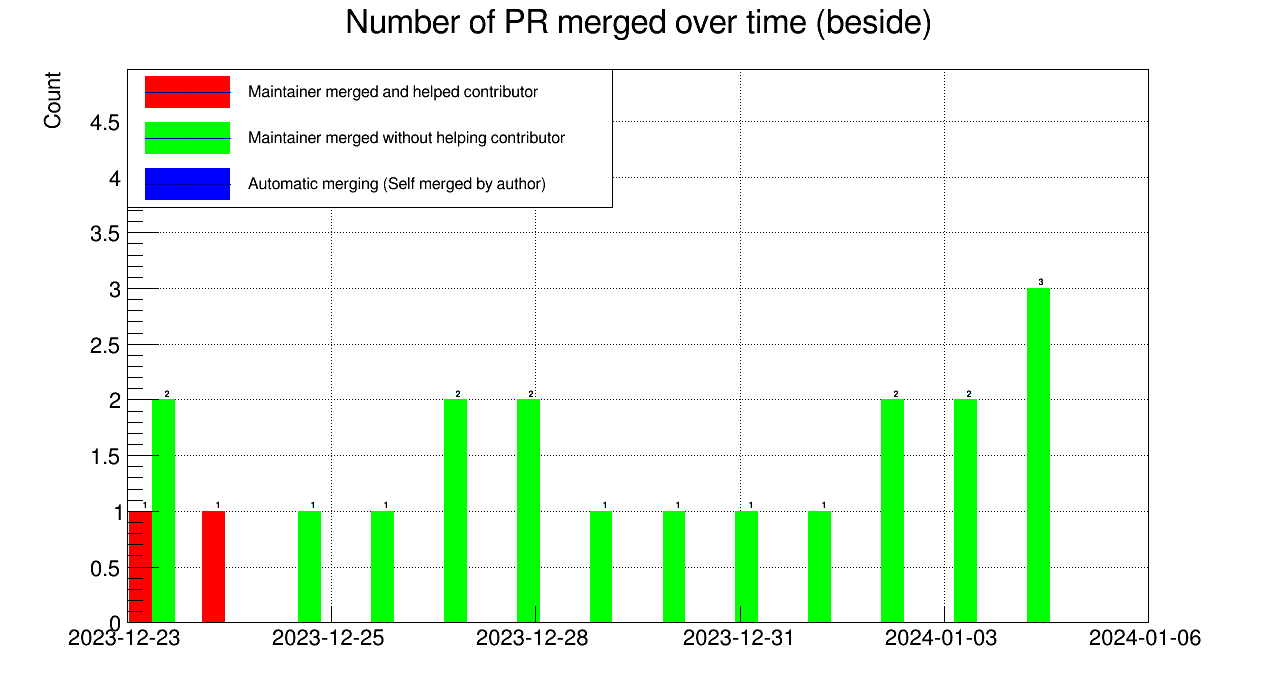 Number of PR merged over time (beside)
Count
Maintainer merged and helped contributor
Maintainer merged without helping contributor
Automatic merging (Self merged by author)
4.5
4
3.5
3
2.5
2
1.5
1
0.5
0
1 2 1 1 1 2 2 1 1 1 1 2 2 3
2023-12-23 2023-12-25 2023-12-28 2023-12-31 2024-01-03 2024-01-06